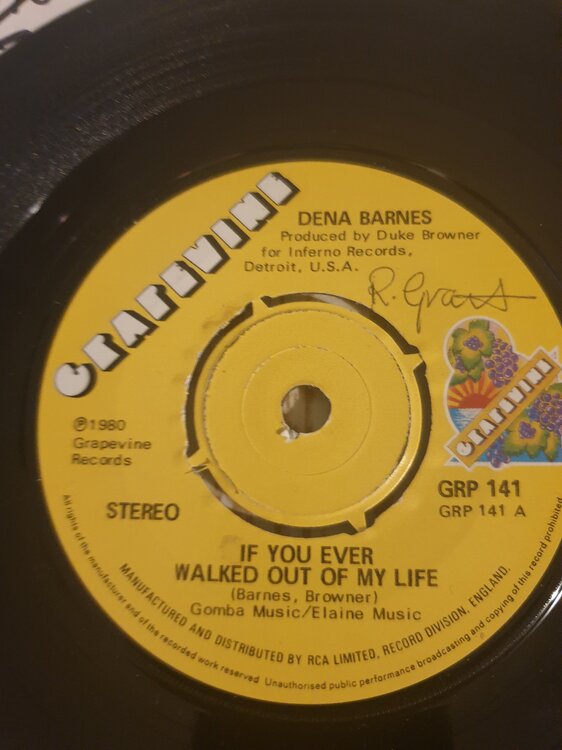 GRAPEVINE
DENA BARNES
Produced by Duke Browner
for Inferno Records,
Detroit, U.S.A.
R. Grant
GRAPEVINE
℗1980
Grapevine
Records
STEREO
GRP 141
GRP 141 A
IF YOU EVER
WALKED OUT OF MY LIFE
(Barnes, Browner)
Gomba Music/Elaine Music
MANUFACTURED AND DISTRIBUTED BY RCA LIMITED, RECORD DIVISION, ENGLAND.
All rights of the manufacturer and of the recorded work reserved. Unauthorised public performance broadcasting and copying of this record prohibited.